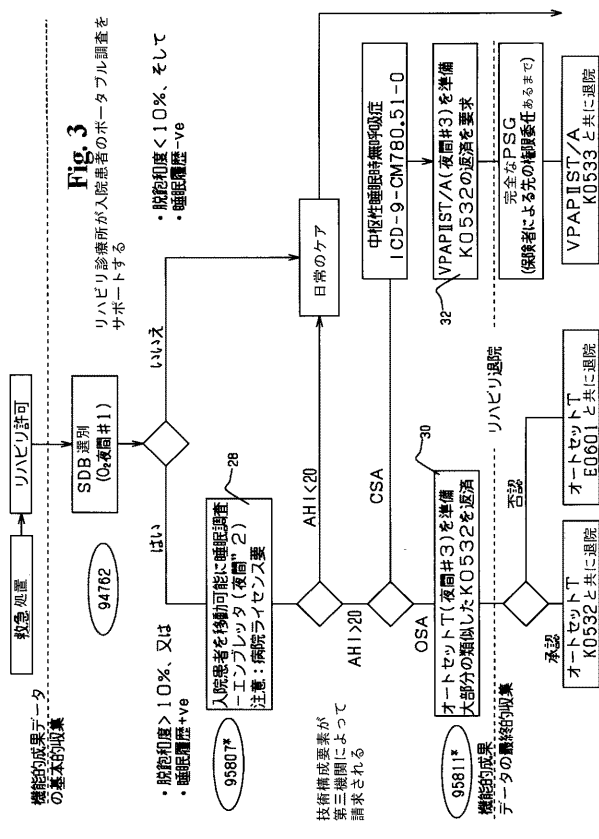 Fig. 3
リハビリ診療所が入院患者のポータブル調査を
サポートする
機能的成果データ
の基本的収集
救急処置
リハビリ許可
94762
SDB選別
(O₂夜間#1)
はい
いいえ
・脱飽和度>10%、又は
・睡眠履歴+ve
・脱飽和度<10%、そして
・睡眠履歴-ve
95807*
入院患者を移動可能に睡眠調査
-エンブレッタ(夜間"2)
注意:病院ライセンス要
28
AHI<20
日常のケア
技術構成要素が
第三機関によって
請求される
AHI>20
CSA
中枢性睡眠時無呼吸症
ICD-9-CM780.51-0
OSA
95811*
オートセットT(夜間#3)を準備
大部分の類似したK0532を返済
30
VPAPⅡST/A(夜間#3)を準備
K0532の返済を要求
32
機能的成果
データの最終的収集
リハビリ退院
完全なPSG
(保険者による先の権限委任あるまで)
承認
否認
オートセットT
K0532と共に退院
オートセットT
E0601と共に退院
VPAPⅡST/A
K0533と共に退院